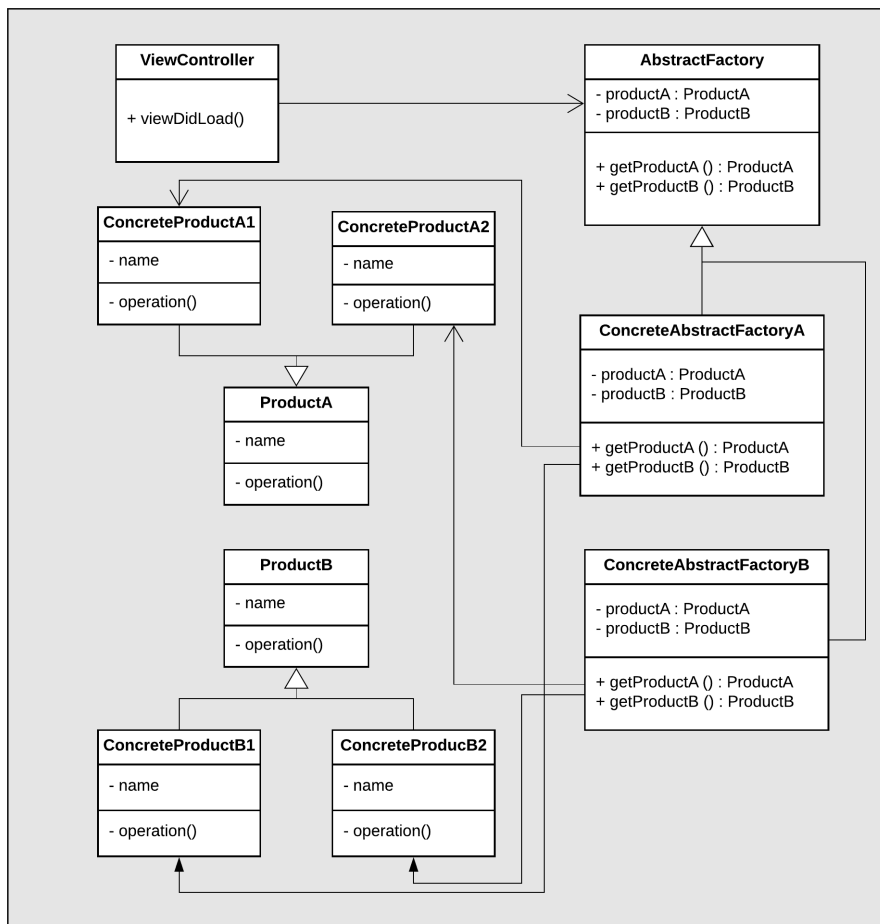 ViewController
+ viewDidLoad()
AbstractFactory
- productA : ProductA
- productB : ProductB
+ getProductA () : ProductA
+ getProductB () : ProductB
ConcreteProductA1
- name
- operation()
ConcreteProductA2
- name
- operation()
ProductA
- name
- operation()
ConcreteAbstractFactoryA
- productA : ProductA
- productB : ProductB
+ getProductA () : ProductA
+ getProductB () : ProductB
ProductB
- name
- operation()
ConcreteAbstractFactoryB
- productA : ProductA
- productB : ProductB
+ getProductA () : ProductA
+ getProductB () : ProductB
ConcreteProductB1
- name
- operation()
ConcreteProducB2
- name
- operation()